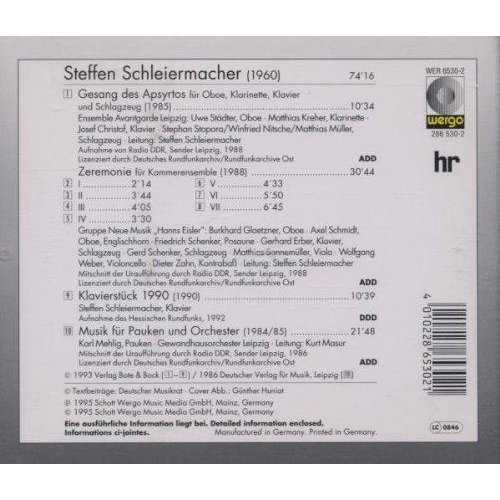 Steffen Schleiermacher (1960) 74´16
1 Gesang des Apsyrtos für Oboe, Klarinette, Klavier
und Schlagzeug (1985) 10´34
Ensemble Avantgarde Leipzig: Uwe Städter, Oboe · Matthias Kreher, Klarinette ·
Josef Christof, Klavier · Stephan Stopora/Winfried Nitsche/Matthias Müller,
Schlagzeug · Leitung: Steffen Schleiermacher
Aufnahme von Radio DDR, Sender Leipzig, 1988
Lizenziert durch Deutsches Rundfunkarchiv/Rundfunkarchiv Ost ADD
Zeremonie für Kammerensemble (1988) 30´44
2 I 2´14 6 V 4´33
3 II 3´44 7 VI 5´50
4 III 4´05 8 VII 6´45
5 IV 3´30
Gruppe Neue Musik „Hanns Eisler“: Burkhard Glaetzner, Oboe · Axel Schmidt,
Oboe, Englischhorn · Friedrich Schenker, Posaune · Gerhard Erber, Klavier,
Schlagzeug · Gerd Schenker, Schlagzeug · Matthias Sannemüller, Viola · Wolfgang
Weber, Violoncello · Dieter Zahn, Kontrabaß · Leitung: Steffen Schleiermacher
Mitschnitt der Uraufführung durch Radio DDR, Sender Leipzig, 1988
Lizenziert durch Deutsches Rundfunkarchiv/Rundfunkarchiv Ost ADD
9 Klavierstück 1990 (1990) 10´39
Steffen Schleiermacher, Klavier
Aufnahme des Hessischen Rundfunks, 1992 DDD
10 Musik für Pauken und Orchester (1984/85) 21´48
Karl Mehlig, Pauken · Gewandhausorchester Leipzig · Leitung: Kurt Masur
Mitschnitt der Uraufführung durch Radio DDR, Sender Leipzig, 1986
Lizenziert durch Deutsches Rundfunkarchiv/Rundfunkarchiv Ost ADD
© 1993 Verlag Bote & Bock (1–9) / 1986 Deutscher Verlag für Musik, Leipzig (10)
© Textbeiträge: Deutscher Musikrat · Cover Abb.: Günther Huniat
℗ 1995 Schott Wergo Music Media GmbH, Mainz, Germany
© 1995 Schott Wergo Music Media GmbH, Mainz, Germany
Eine ausführliche Information liegt bei. Detailed information enclosed.
Informations ci-jointes. Manufactured in Germany. Printed in Germany.
WER 6530-2
wergo
286 530-2
hr
4 010228 653021
LC 0846